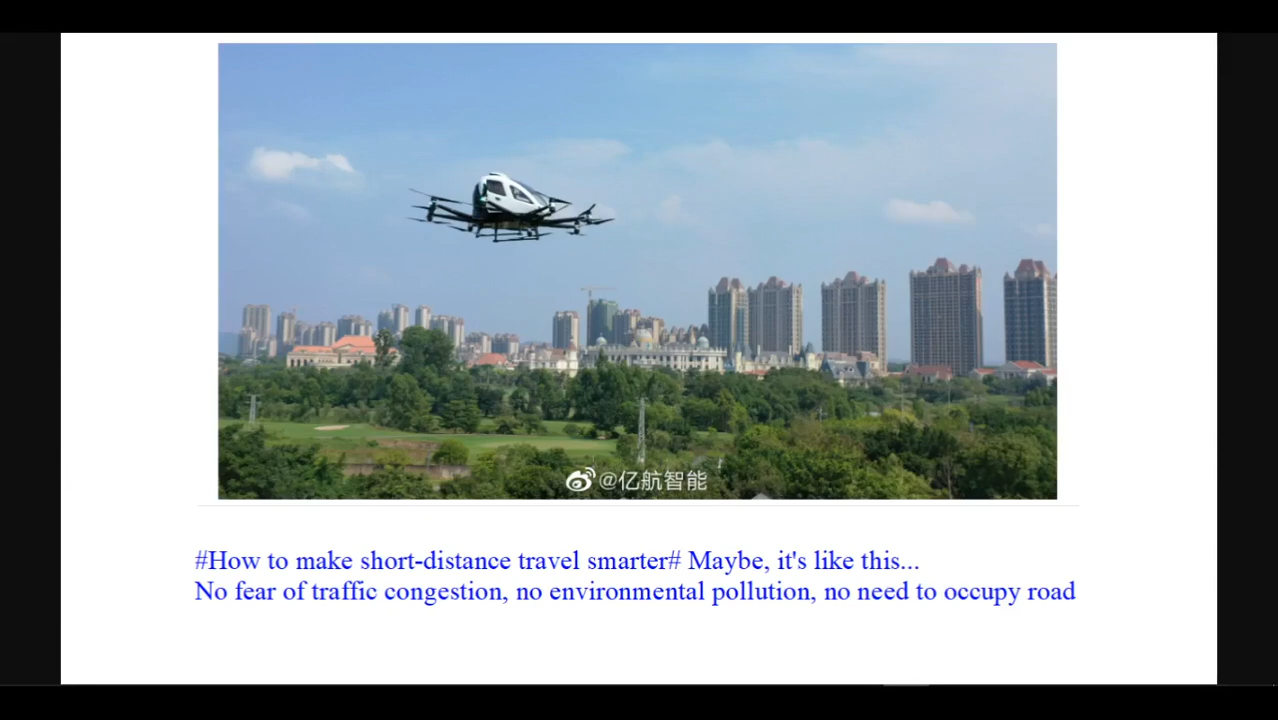 @亿航智能
#How to make short-distance travel smarter# Maybe, it's like this...
No fear of traffic congestion, no environmental pollution, no need to occupy road